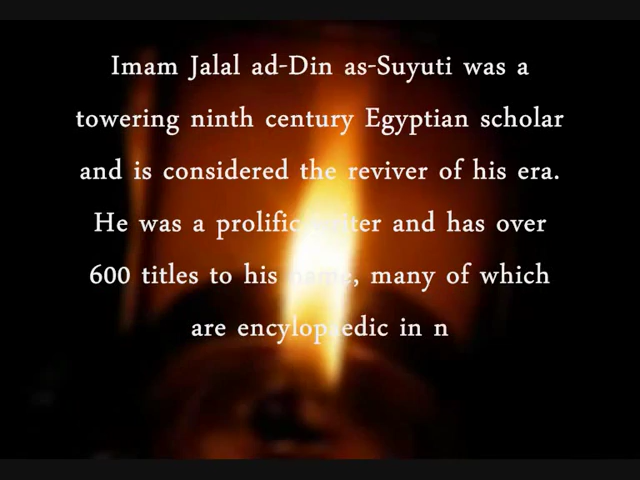 Imam Jalal ad-Din as-Suyuti was a
towering ninth century Egyptian scholar
and is considered the reviver of his era.
He was a prolific writer and has over
600 titles to his name, many of which
are encylopaedic in n